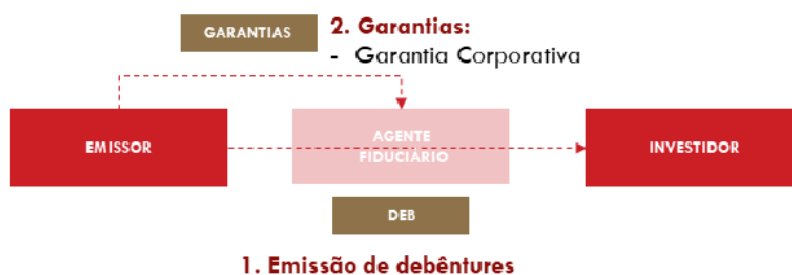 GARANTIAS
2. Garantias:
- Garantia Corporativa
EMISSOR
AGENTE
FIDUCIÁRIO
INVESTIDOR
DEB
1. Emissão de debêntures